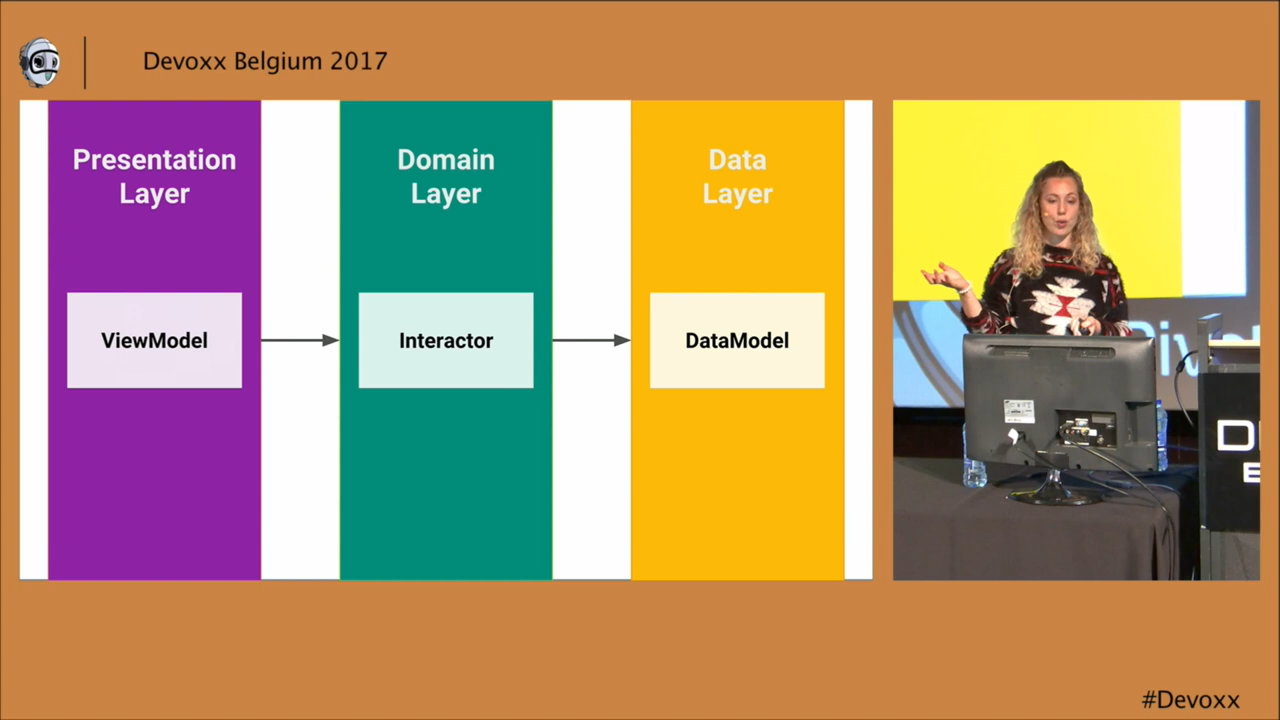 Devoxx Belgium 2017
Presentation
Layer
Domain
Layer
Data
Layer
ViewModel
Interactor
DataModel
#Devoxx